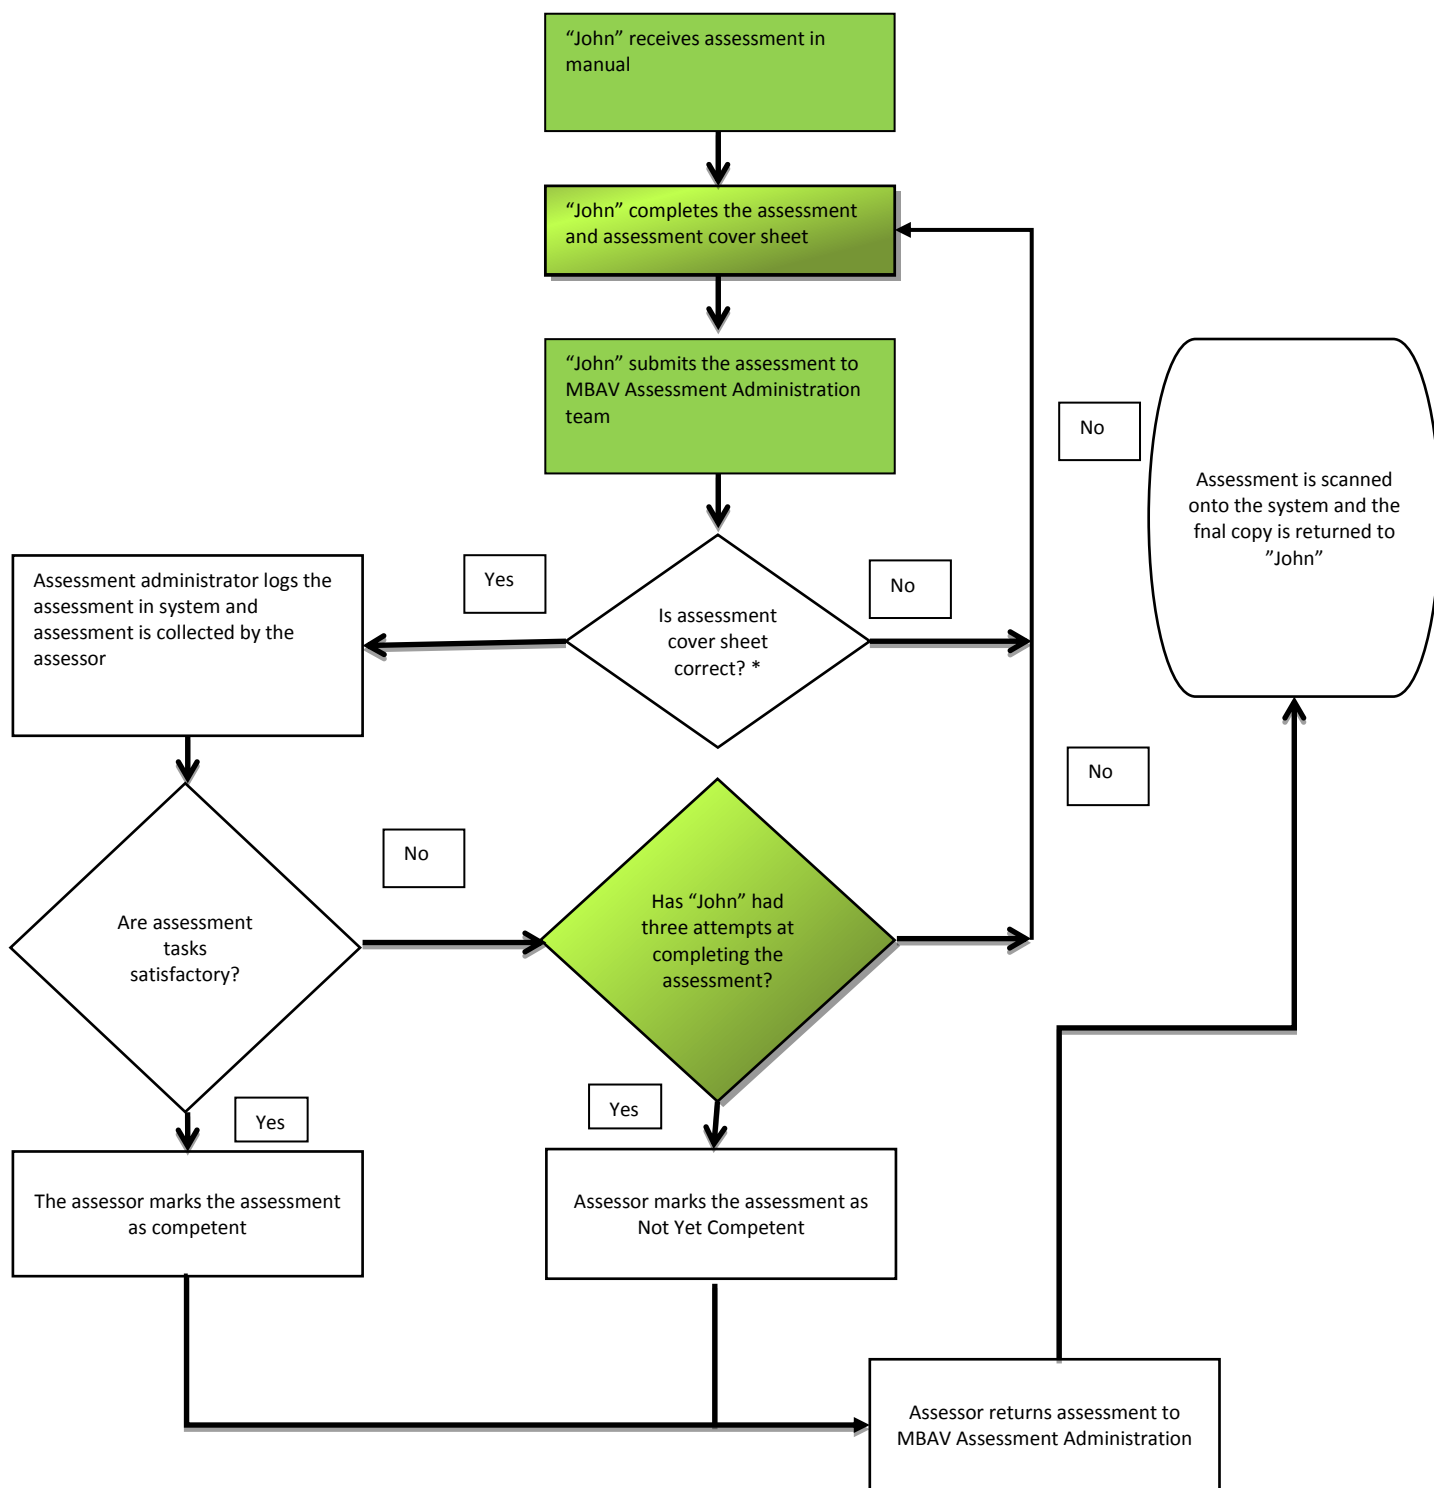 “John” receives assessment in
manual
“John” completes the assessment
and assessment cover sheet
“John” submits the assessment to
MBAV Assessment Administration
team
No
Assessment is scanned
onto the system and the
fnal copy is returned to
”John”
Assessment administrator logs the
assessment in system and
assessment is collected by the
assessor
Yes
Is assessment
cover sheet
correct? *
No
No
Are assessment
tasks
satisfactory?
No
Has “John” had
three attempts at
completing the
assessment?
Yes
Yes
The assessor marks the assessment
as competent
Assessor marks the assessment as
Not Yet Competent
Assessor returns assessment to
MBAV Assessment Administration